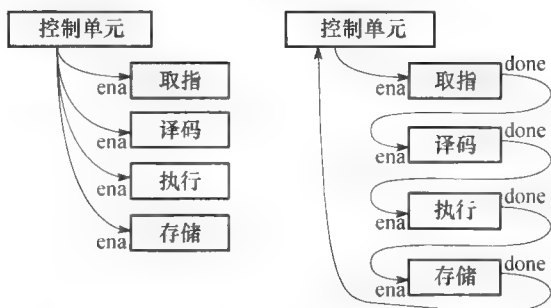 控制单元
ena 取指
ena 译码
ena 执行
ena 存储
控制单元
done
ena 取指
done
ena 译码
done
ena 执行
done
ena 存储